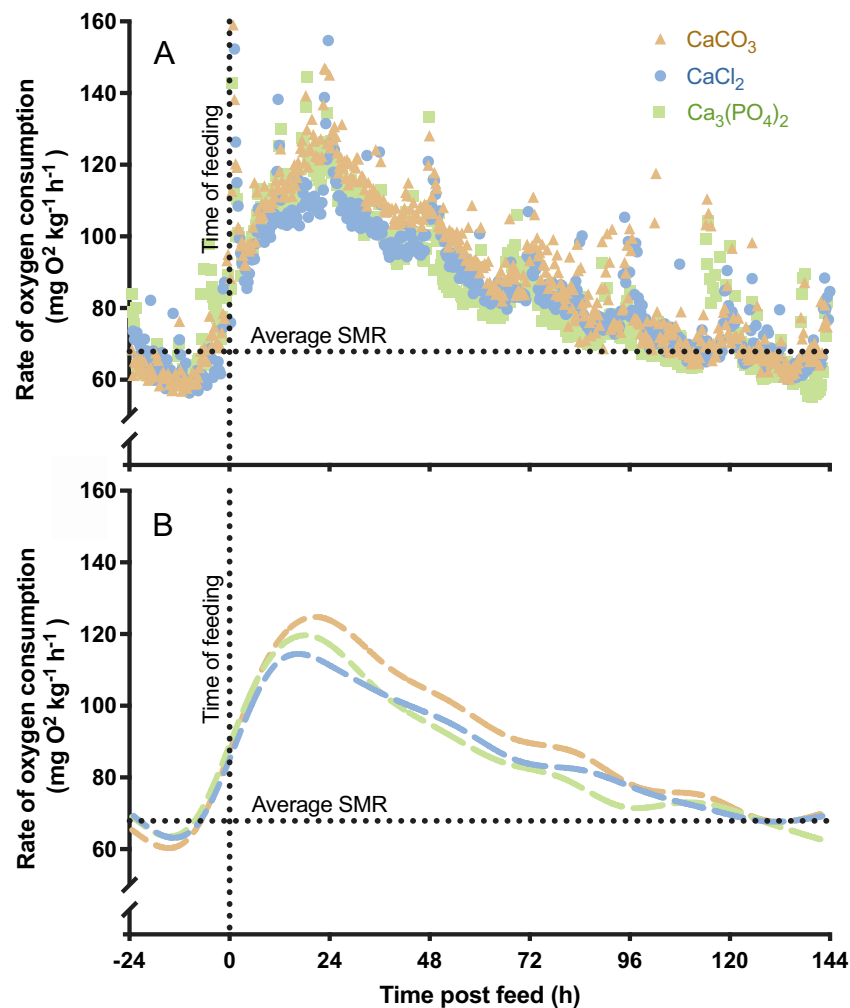 A
CaCO₃
CaCl₂
Ca₃(PO₄)₂
Rate of oxygen consumption
(mg O² kg⁻¹ h⁻¹)
160
140
120
100
80
60
Time of feeding
Average SMR
B
Rate of oxygen consumption
(mg O² kg⁻¹ h⁻¹)
160
140
120
100
80
60
Time of feeding
Average SMR
-24 0 24 48 72 96 120 144
Time post feed (h)